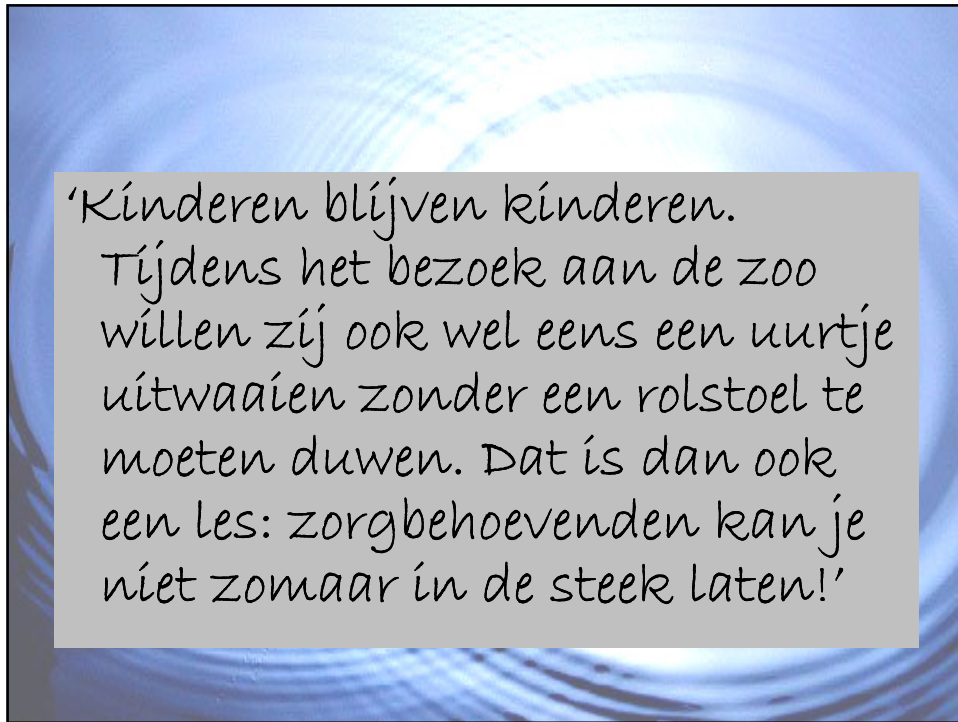 ‘Kinderen blijven kinderen.
Tijdens het bezoek aan de zoo
willen zij ook wel eens een uurtje
uitwaaien zonder een rolstoel te
moeten duwen. Dat is dan ook
een les: zorgbehoevenden kan je
niet zomaar in de steek laten!’